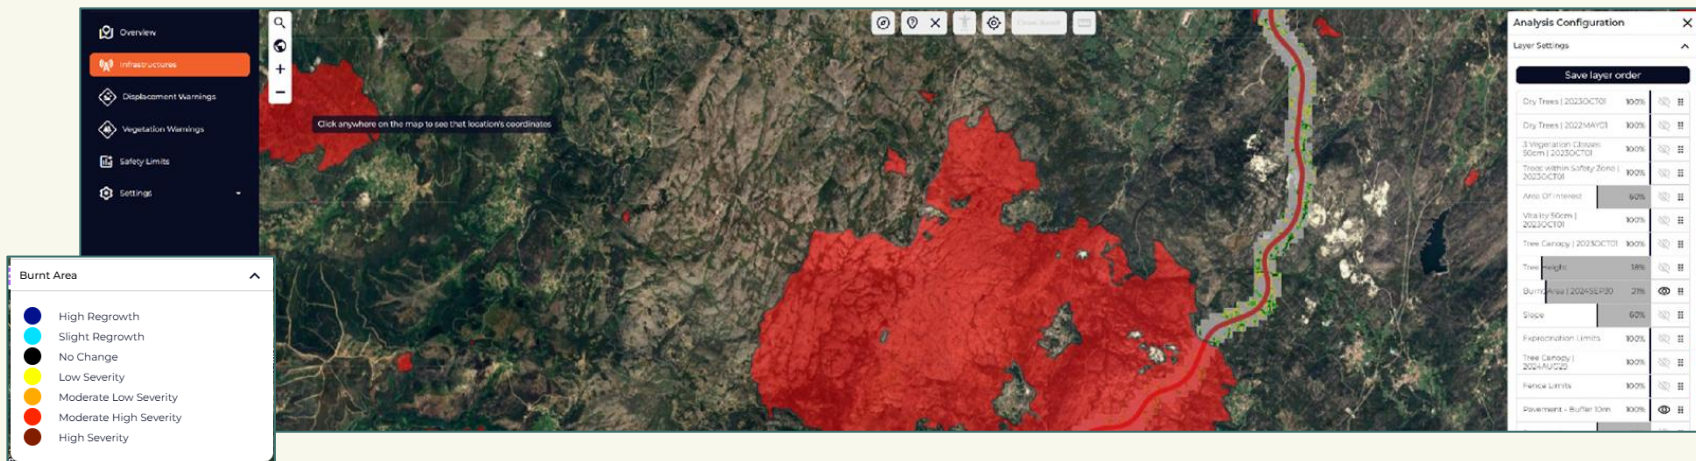 Overview
Infrastructures
Displacement Warnings
Vegetation Warnings
Safety Limits
Settings
Click anywhere on the map to see that location's coordinates
Analysis Configuration
Layer Settings
Save layer order
Dry Trees | 2023OCT01 100%
Dry Trees | 2022MAY01 100%
3 Vegetation Classes 100%
50cm | 2023OCT01
Trees within Safety Zone | 100%
2023OCT01
Area Of Interest 60%
Vitality 50cm | 100%
2023OCT01
Tree Canopy | 2023OCT01 100%
Tree Height 38%
Burnt Area | 2024SEP30 21%
Slope 60%
Expropriation Limits 100%
Tree Canopy | 100%
2024AUG29
Fence Limits 100%
Pavement - Buffer 10m 100%
Burnt Area
High Regrowth
Slight Regrowth
No Change
Low Severity
Moderate Low Severity
Moderate High Severity
High Severity